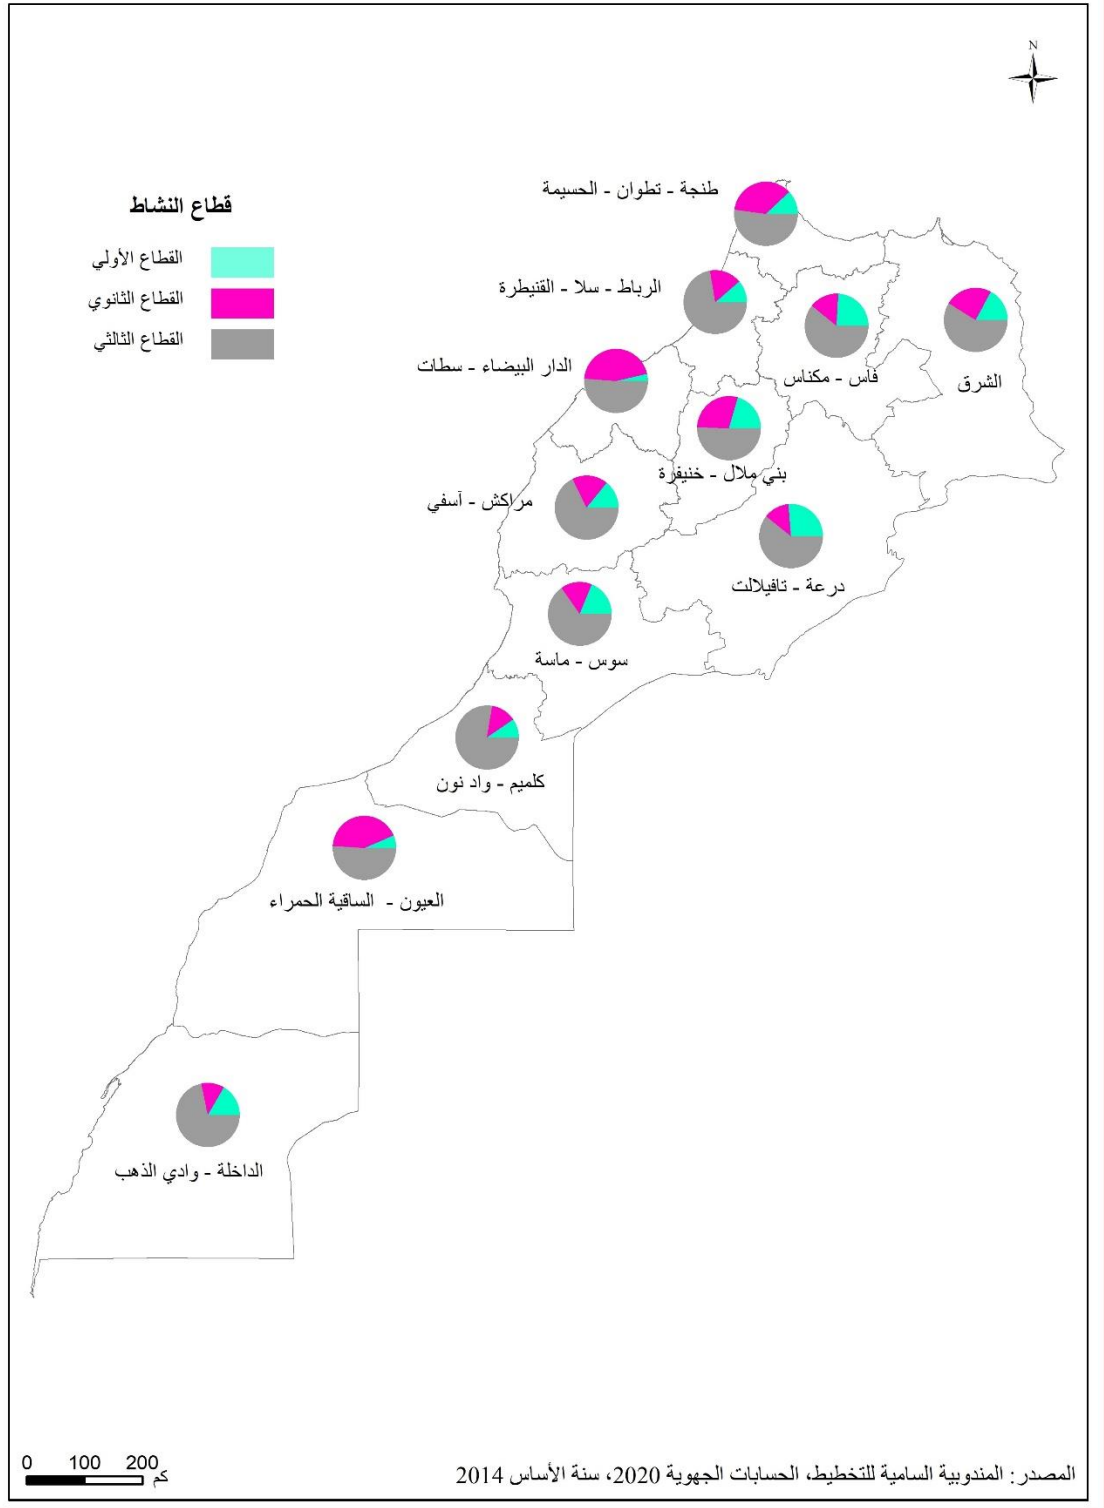 N
طنجة - تطوان - الحسيمة
قطاع النشاط
القطاع الأولي
القطاع الثانوي
القطاع الثالثي
الرباط - سلا - القنيطرة
الدار البيضاء - سطات
فاس - مكناس
الشرق
بني ملال - خنيفرة
مراكش - آسفي
درعة - تافيلالت
سوس - ماسة
كلميم - واد نون
العيون - الساقية الحمراء
الداخلة - وادي الذهب
0 100 200
كم
المصدر: المندوبية السامية للتخطيط، الحسابات الجهوية 2020، سنة الأساس 2014